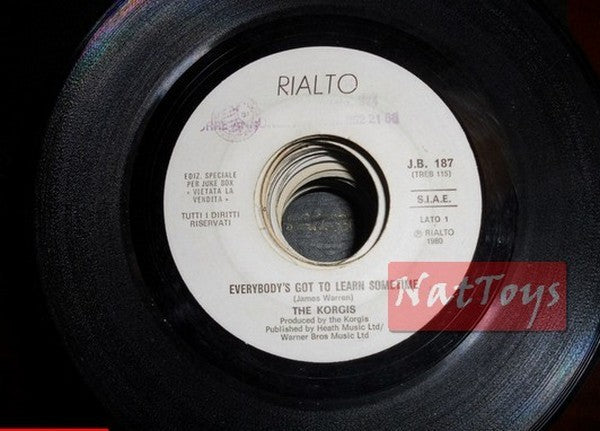 RIALTO
J.B. 187
(TREB 115)
EDIZ. SPECIALE
PER JUKE BOX
« VIETATA LA
VENDITA »
S.I.A.E.
TUTTI I DIRITTI
RISERVATI
LATO 1
Ⓟ RIALTO
1980
EVERYBODY'S GOT TO LEARN SOMETIME
(James Warren)
THE KORGIS
Produced by the Korgis
Published by Heath Music Ltd/
Warner Bros Music Ltd
NatToys